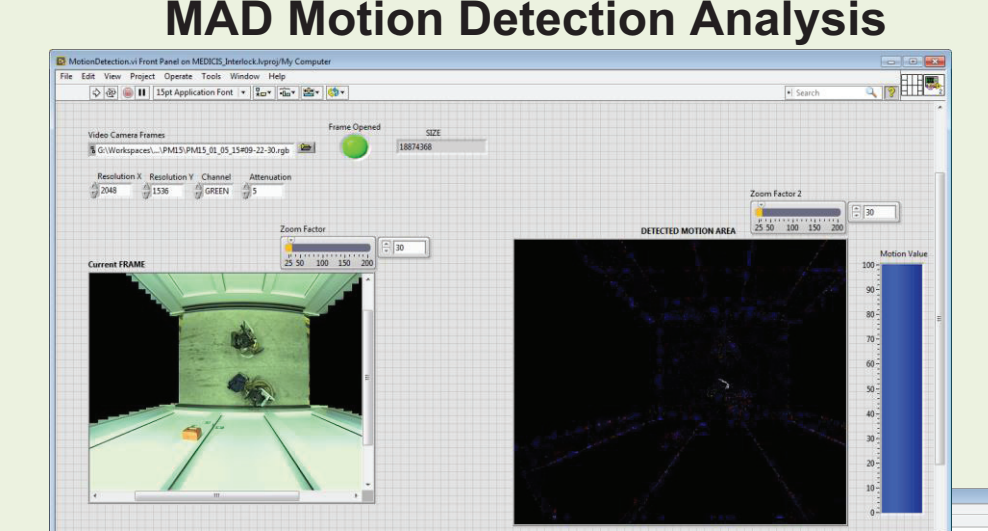 MAD Motion Detection Analysis
MotionDetection.vi Front Panel on MEDICIS_Interlock.lvproj/My Computer
File Edit View Project Operate Tools Window Help
15pt Application Font
Search
Video Camera Frames
G:\Workspaces\...\PM15\PM15_01_05_15#09-22-30.rgb
Frame Opened
SIZE
18874368
Resolution X Resolution Y Channel Attenuation
2048 1536 GREEN 5
Zoom Factor 2
30
25 50 100 150 200
Zoom Factor
30
25 50 100 150 200
DETECTED MOTION AREA
Current FRAME
Motion Value
100
90
80
70
60
50
40
30
20
10
0